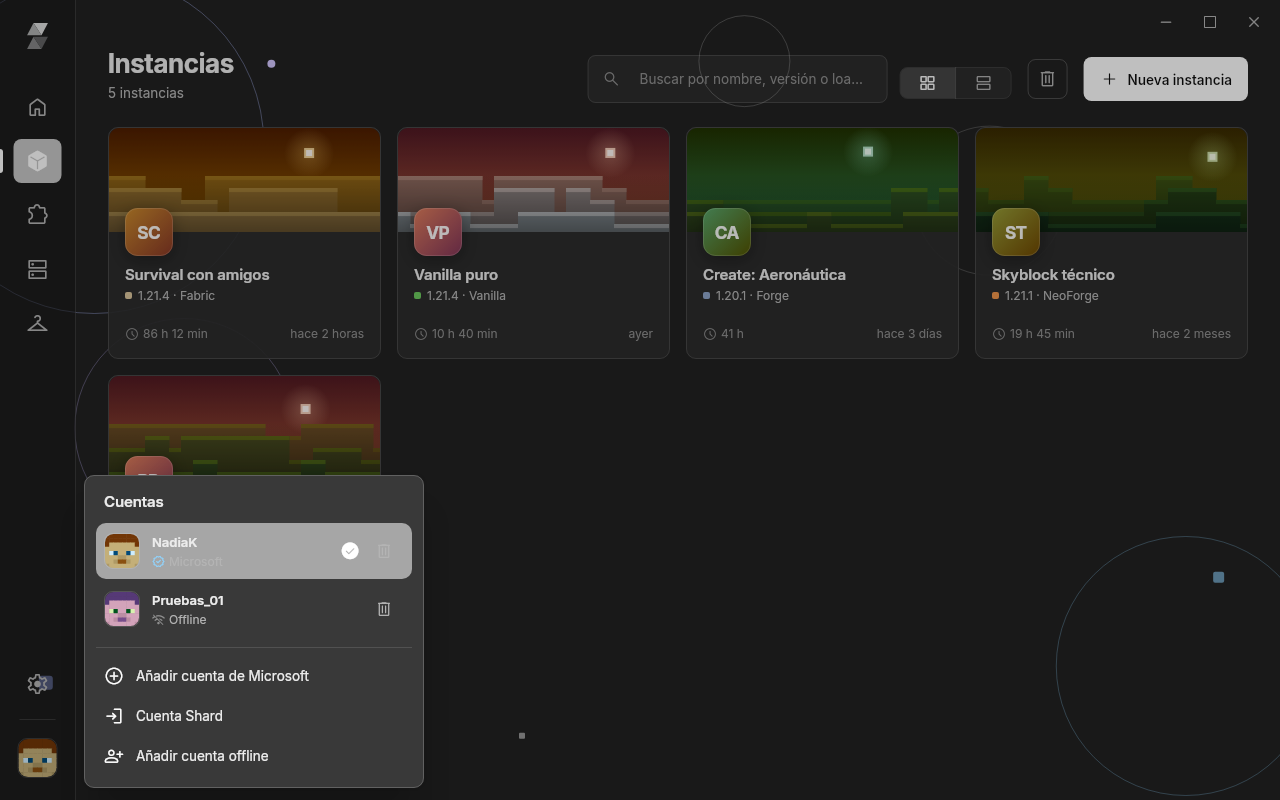 Instancias
5 instancias
Buscar por nombre, versión o loa...
Nueva instancia
SC
Survival con amigos
1.21.4 · Fabric
86 h 12 min
hace 2 horas
VP
Vanilla puro
1.21.4 · Vanilla
10 h 40 min
ayer
CA
Create: Aeronáutica
1.20.1 · Forge
41 h
hace 3 días
ST
Skyblock técnico
1.21.1 · NeoForge
19 h 45 min
hace 2 meses
Cuentas
NadiaK
Microsoft
Pruebas_01
Offline
Añadir cuenta de Microsoft
Cuenta Shard
Añadir cuenta offline